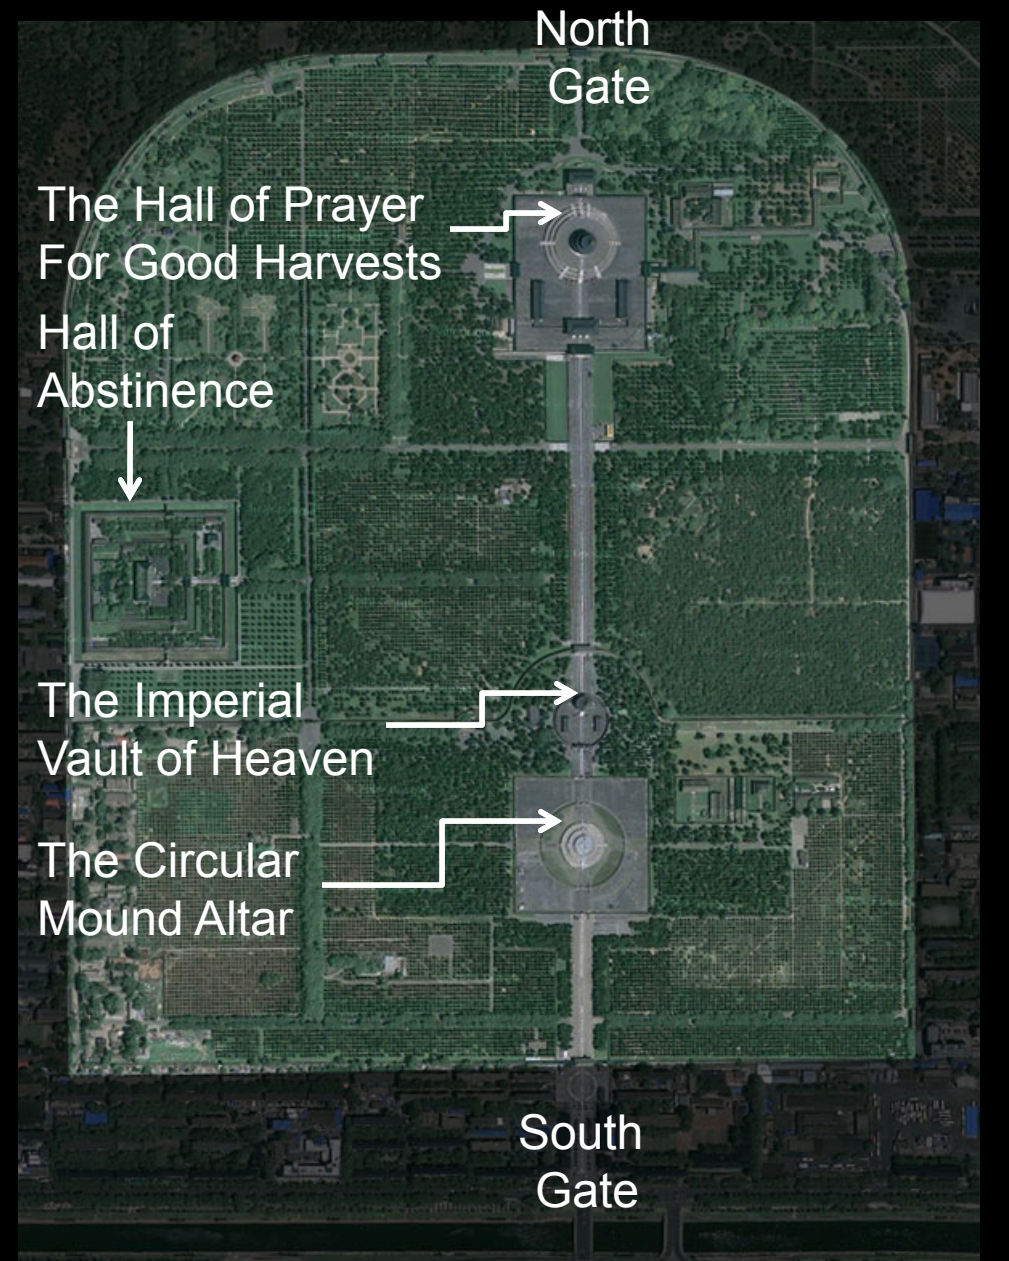 North
Gate
The Hall of Prayer
For Good Harvests
Hall of
Abstinence
The Imperial
Vault of Heaven
The Circular
Mound Altar
South
Gate